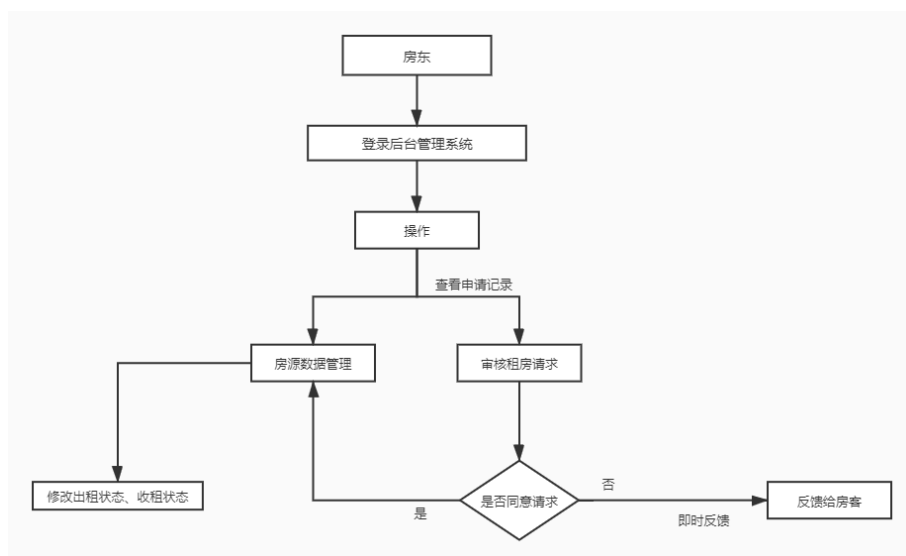 房东
登录后台管理系统
操作
查看申请记录
房源数据管理
审核租房请求
修改出租状态、收租状态
是否同意请求
否
反馈给房客
是
即时反馈